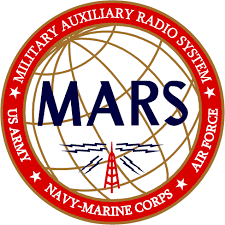 MILITARY AUXILIARY RADIO SYSTEM
MARS
US ARMY
NAVY-MARINE CORPS
AIR FORCE